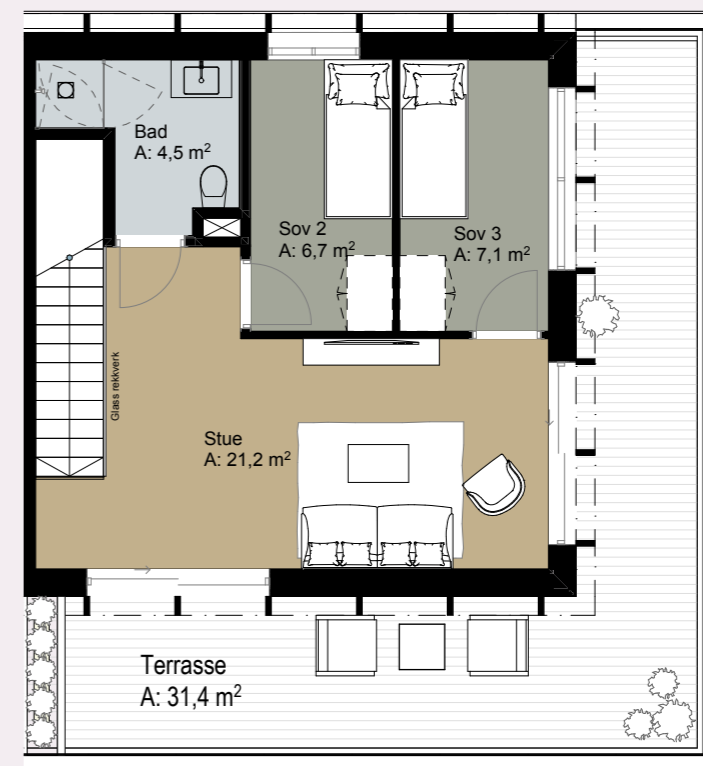 Bad
A: 4,5 m²
Sov 2
A: 6,7 m²
Sov 3
A: 7,1 m²
Glass rekkverk
Stue
A: 21,2 m²
Terrasse
A: 31,4 m²